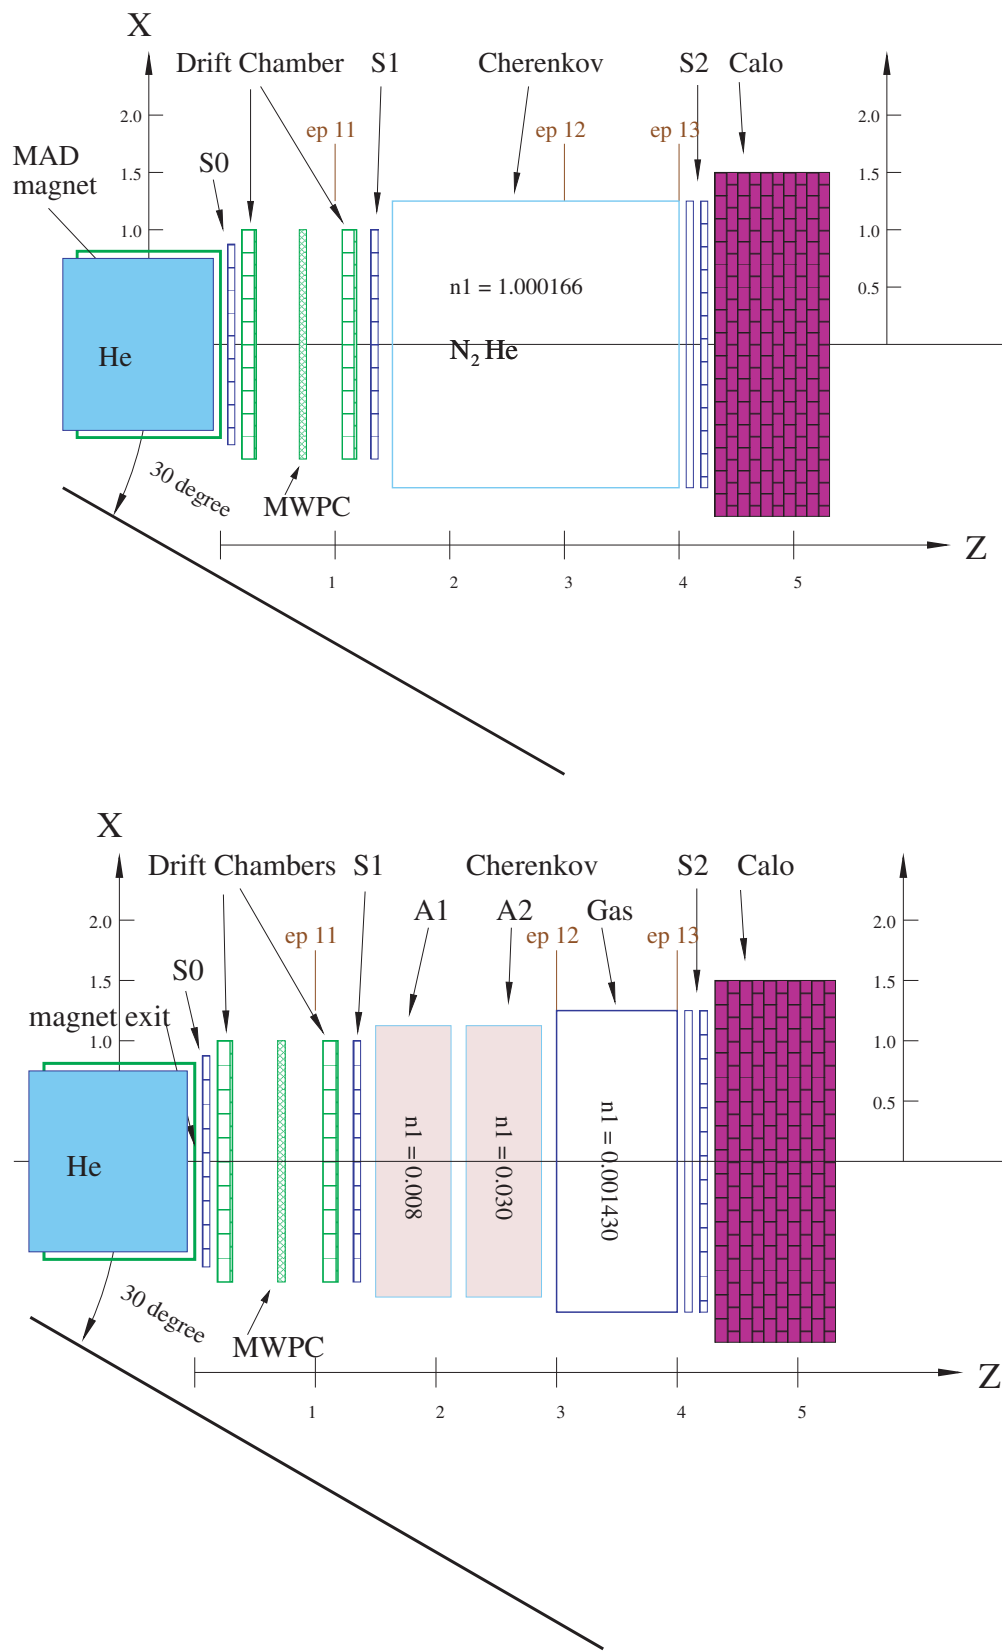 X
Drift Chamber S1 Cherenkov S2 Calo
2.0 ep 11 ep 12 ep 13 2.0
MAD
magnet
S0
1.5 1.5
1.0 1.0
n1 = 1.000166 0.5
He N2 He
30 degree
MWPC
Z
1 2 3 4 5
X
Drift Chambers S1 Cherenkov S2 Calo
A1 A2 Gas
2.0 ep 11 ep 12 ep 13 2.0
S0
1.5 1.5
magnet exit
1.0 1.0
0.5
n1 = 0.008
n1 = 0.030
n1 = 0.001430
He
30 degree
MWPC
Z
1 2 3 4 5